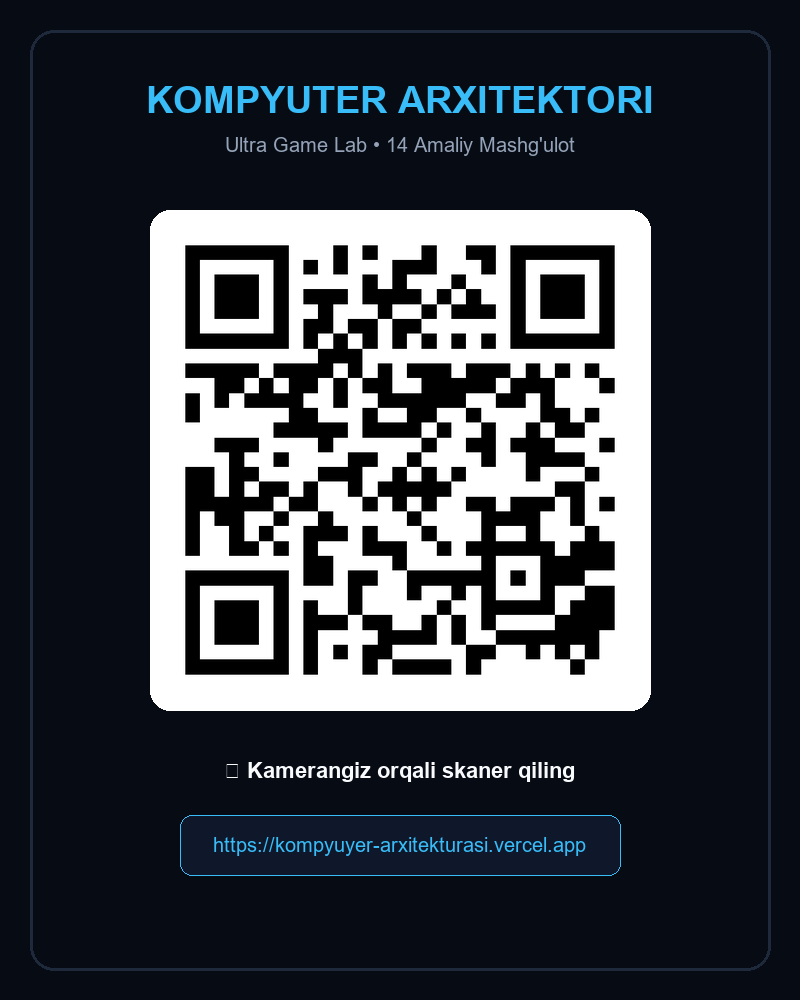 KOMPYUTER ARXITEKTORI
Ultra Game Lab • 14 Amaliy Mashg'ulot
Kamerangiz orqali skaner qiling
https://kompyuyer-arxitekturasi.vercel.app